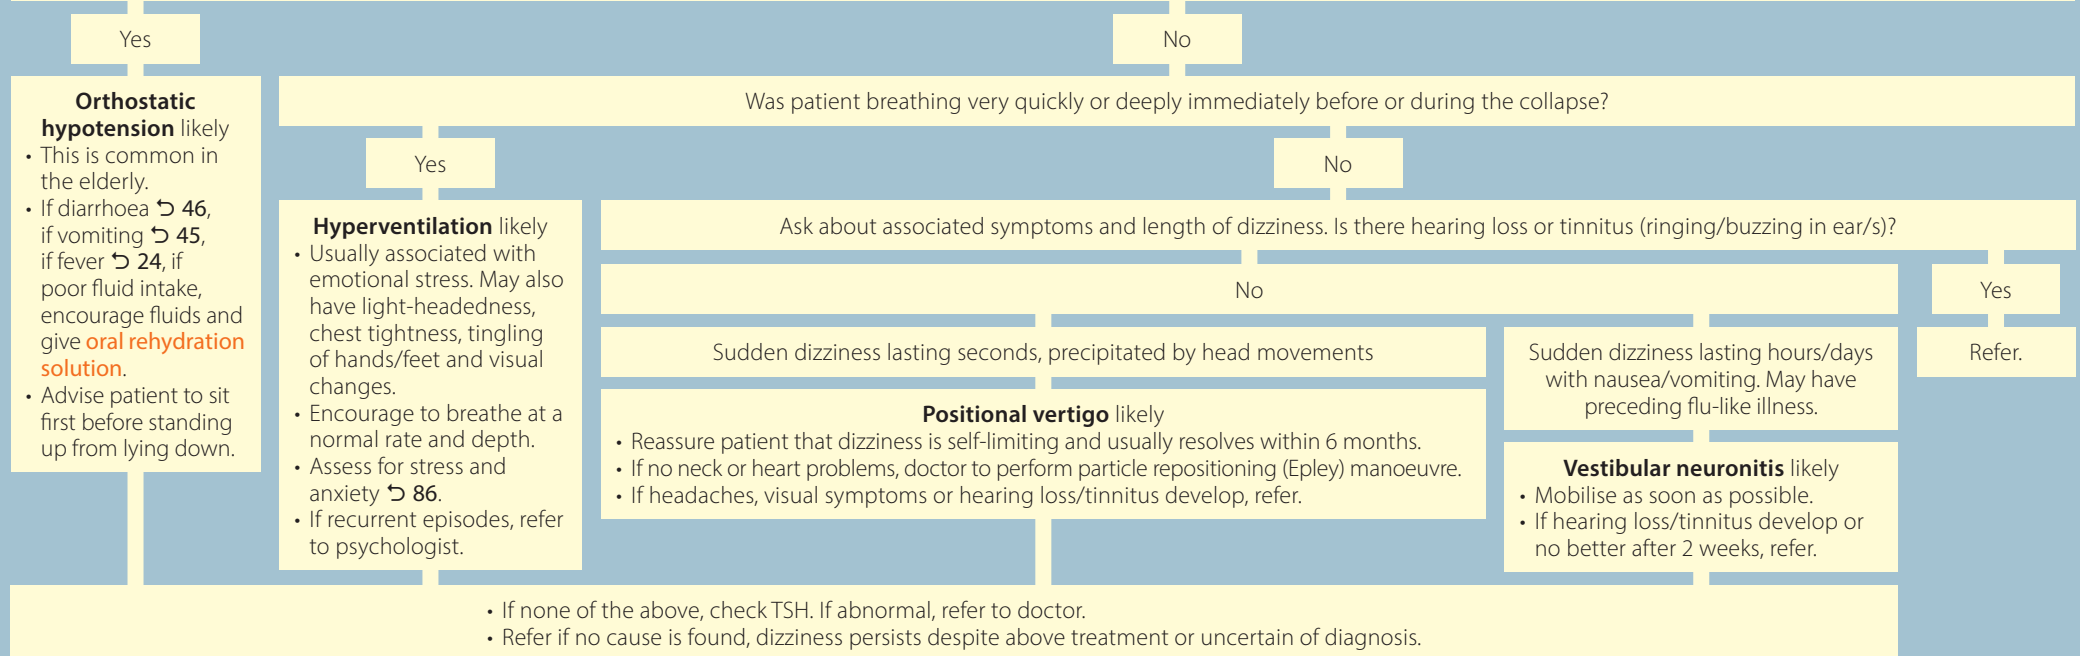 Yes
No
Orthostatic
hypotension likely
• This is common in
the elderly.
• If diarrhoea ⮌ 46,
if vomiting ⮌ 45,
if fever ⮌ 24, if
poor fluid intake,
encourage fluids and
give oral rehydration
solution.
• Advise patient to sit
first before standing
up from lying down.
Was patient breathing very quickly or deeply immediately before or during the collapse?
Yes
No
Hyperventilation likely
• Usually associated with
emotional stress. May also
have light-headedness,
chest tightness, tingling
of hands/feet and visual
changes.
• Encourage to breathe at a
normal rate and depth.
• Assess for stress and
anxiety ⮌ 86.
• If recurrent episodes, refer
to psychologist.
Ask about associated symptoms and length of dizziness. Is there hearing loss or tinnitus (ringing/buzzing in ear/s)?
No
Yes
Sudden dizziness lasting seconds, precipitated by head movements
Positional vertigo likely
• Reassure patient that dizziness is self-limiting and usually resolves within 6 months.
• If no neck or heart problems, doctor to perform particle repositioning (Epley) manoeuvre.
• If headaches, visual symptoms or hearing loss/tinnitus develop, refer.
Sudden dizziness lasting hours/days
with nausea/vomiting. May have
preceding flu-like illness.
Vestibular neuronitis likely
• Mobilise as soon as possible.
• If hearing loss/tinnitus develop or
no better after 2 weeks, refer.
Refer.
• If none of the above, check TSH. If abnormal, refer to doctor.
• Refer if no cause is found, dizziness persists despite above treatment or uncertain of diagnosis.